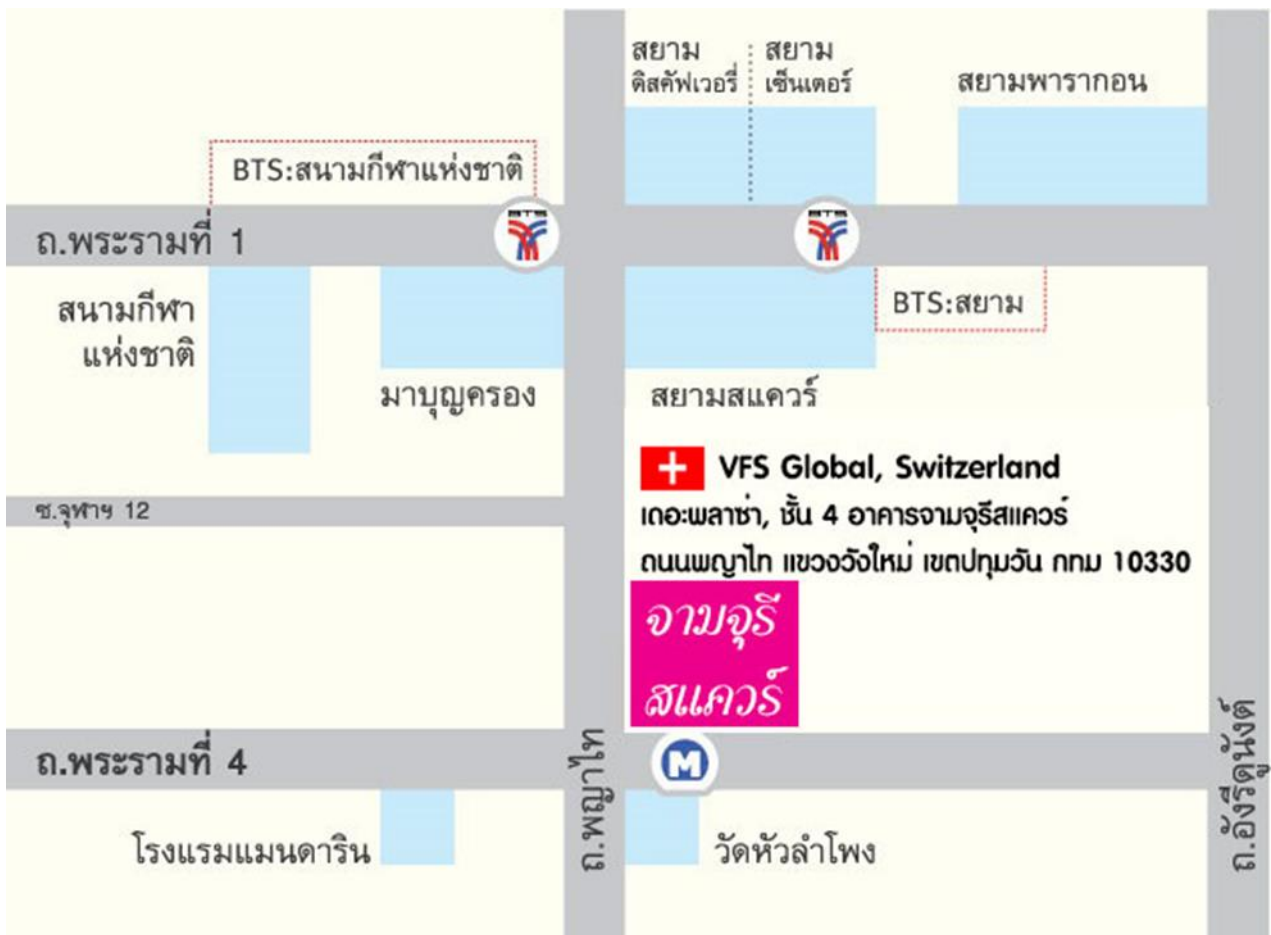 สยาม
ดิสคัฟเวอรี่
สยาม
เซ็นเตอร์
สยามพารากอน
BTS:สนามกีฬาแห่งชาติ
BTS
BTS
ถ.พระรามที่ 1
สนามกีฬา
แห่งชาติ
BTS:สยาม
มาบุญครอง
สยามสแควร์
VFS Global, Switzerland
ซ.จุฬาฯ 12
เดอะพลาซ่า, ชั้น 4 อาคารจามจุรีสแควร์
ถนนพญาไท แขวงวังใหม่ เขตปทุมวัน กทม 10330
จามจุรี
สแควร์
ถ.พระรามที่ 4
M
ถ.พญาไท
ถ.อังรีดูนังต์
โรงแรมแมนดาริน
วัดหัวลำโพง